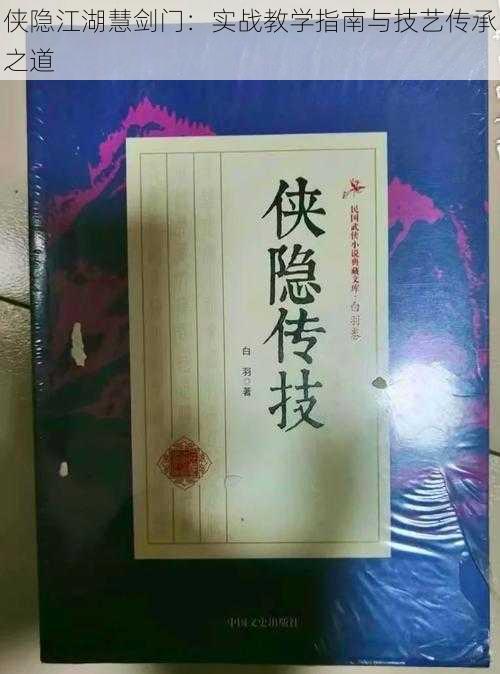 侠隐江湖慧剑门：实战教学指南与技艺传承
之道
民国武侠小说典藏文库·白羽卷
侠隐传技
白羽◎著
中国文史出版社